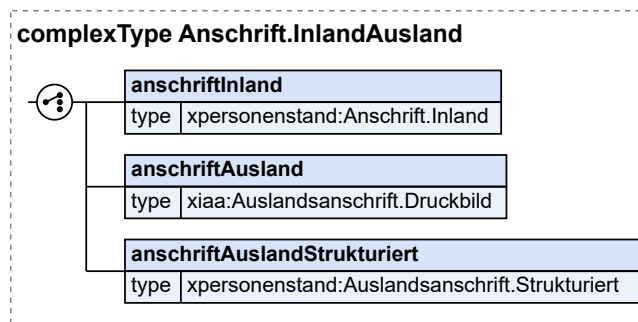 complexType Anschrift.InlandAusland
anschriftInland
type xpersonenstand:Anschrift.Inland
anschriftAusland
type xiaa:Auslandsanschrift.Druckbild
anschriftAuslandStrukturiert
type xpersonenstand:Auslandsanschrift.Strukturiert